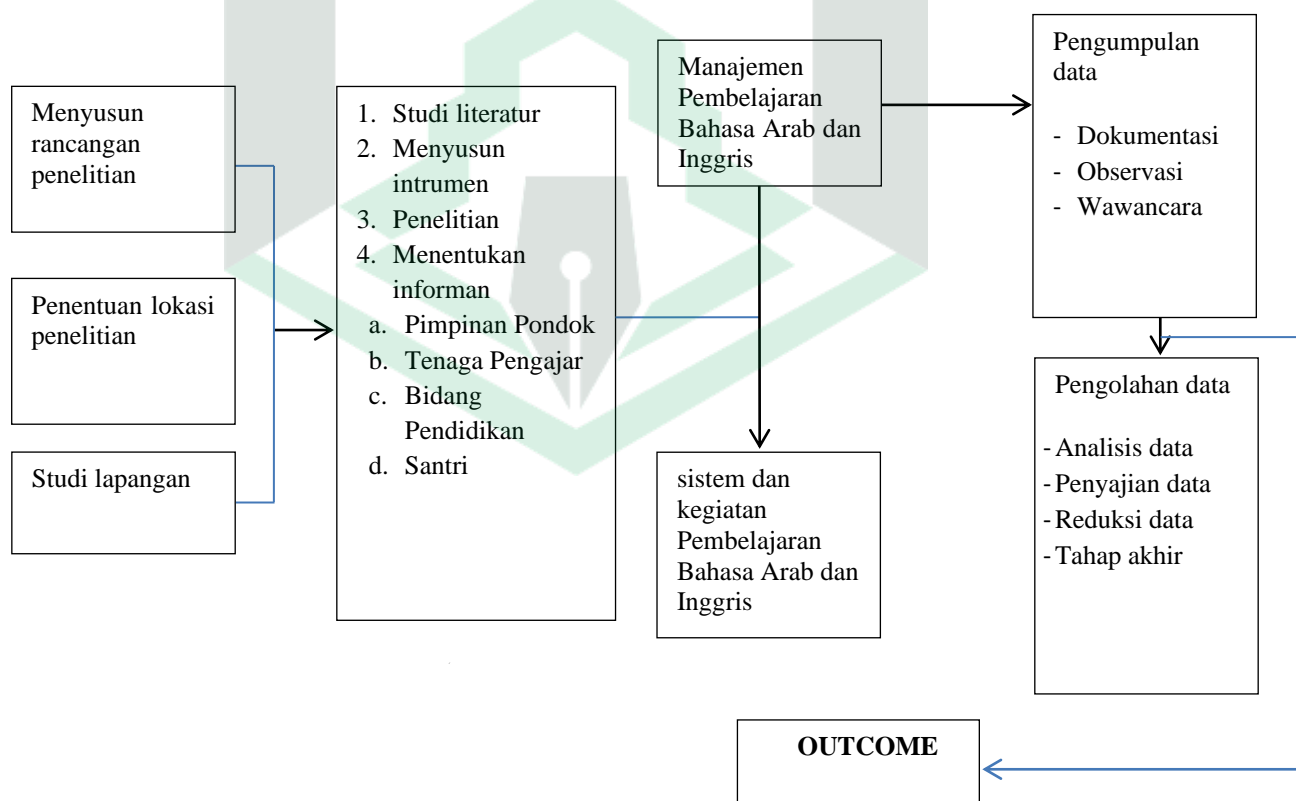 Menyusun
rancangan
penelitian
Penentuan lokasi
penelitian
Studi lapangan
1. Studi literatur
2. Menyusun
intrumen
3. Penelitian
4. Menentukan
informan
a. Pimpinan Pondok
b. Tenaga Pengajar
c. Bidang
Pendidikan
d. Santri
Manajemen
Pembelajaran
Bahasa Arab dan
Inggris
sistem dan
kegiatan
Pembelajaran
Bahasa Arab dan
Inggris
Pengumpulan
data
- Dokumentasi
- Observasi
- Wawancara
Pengolahan data
- Analisis data
- Penyajian data
- Reduksi data
- Tahap akhir
OUTCOME